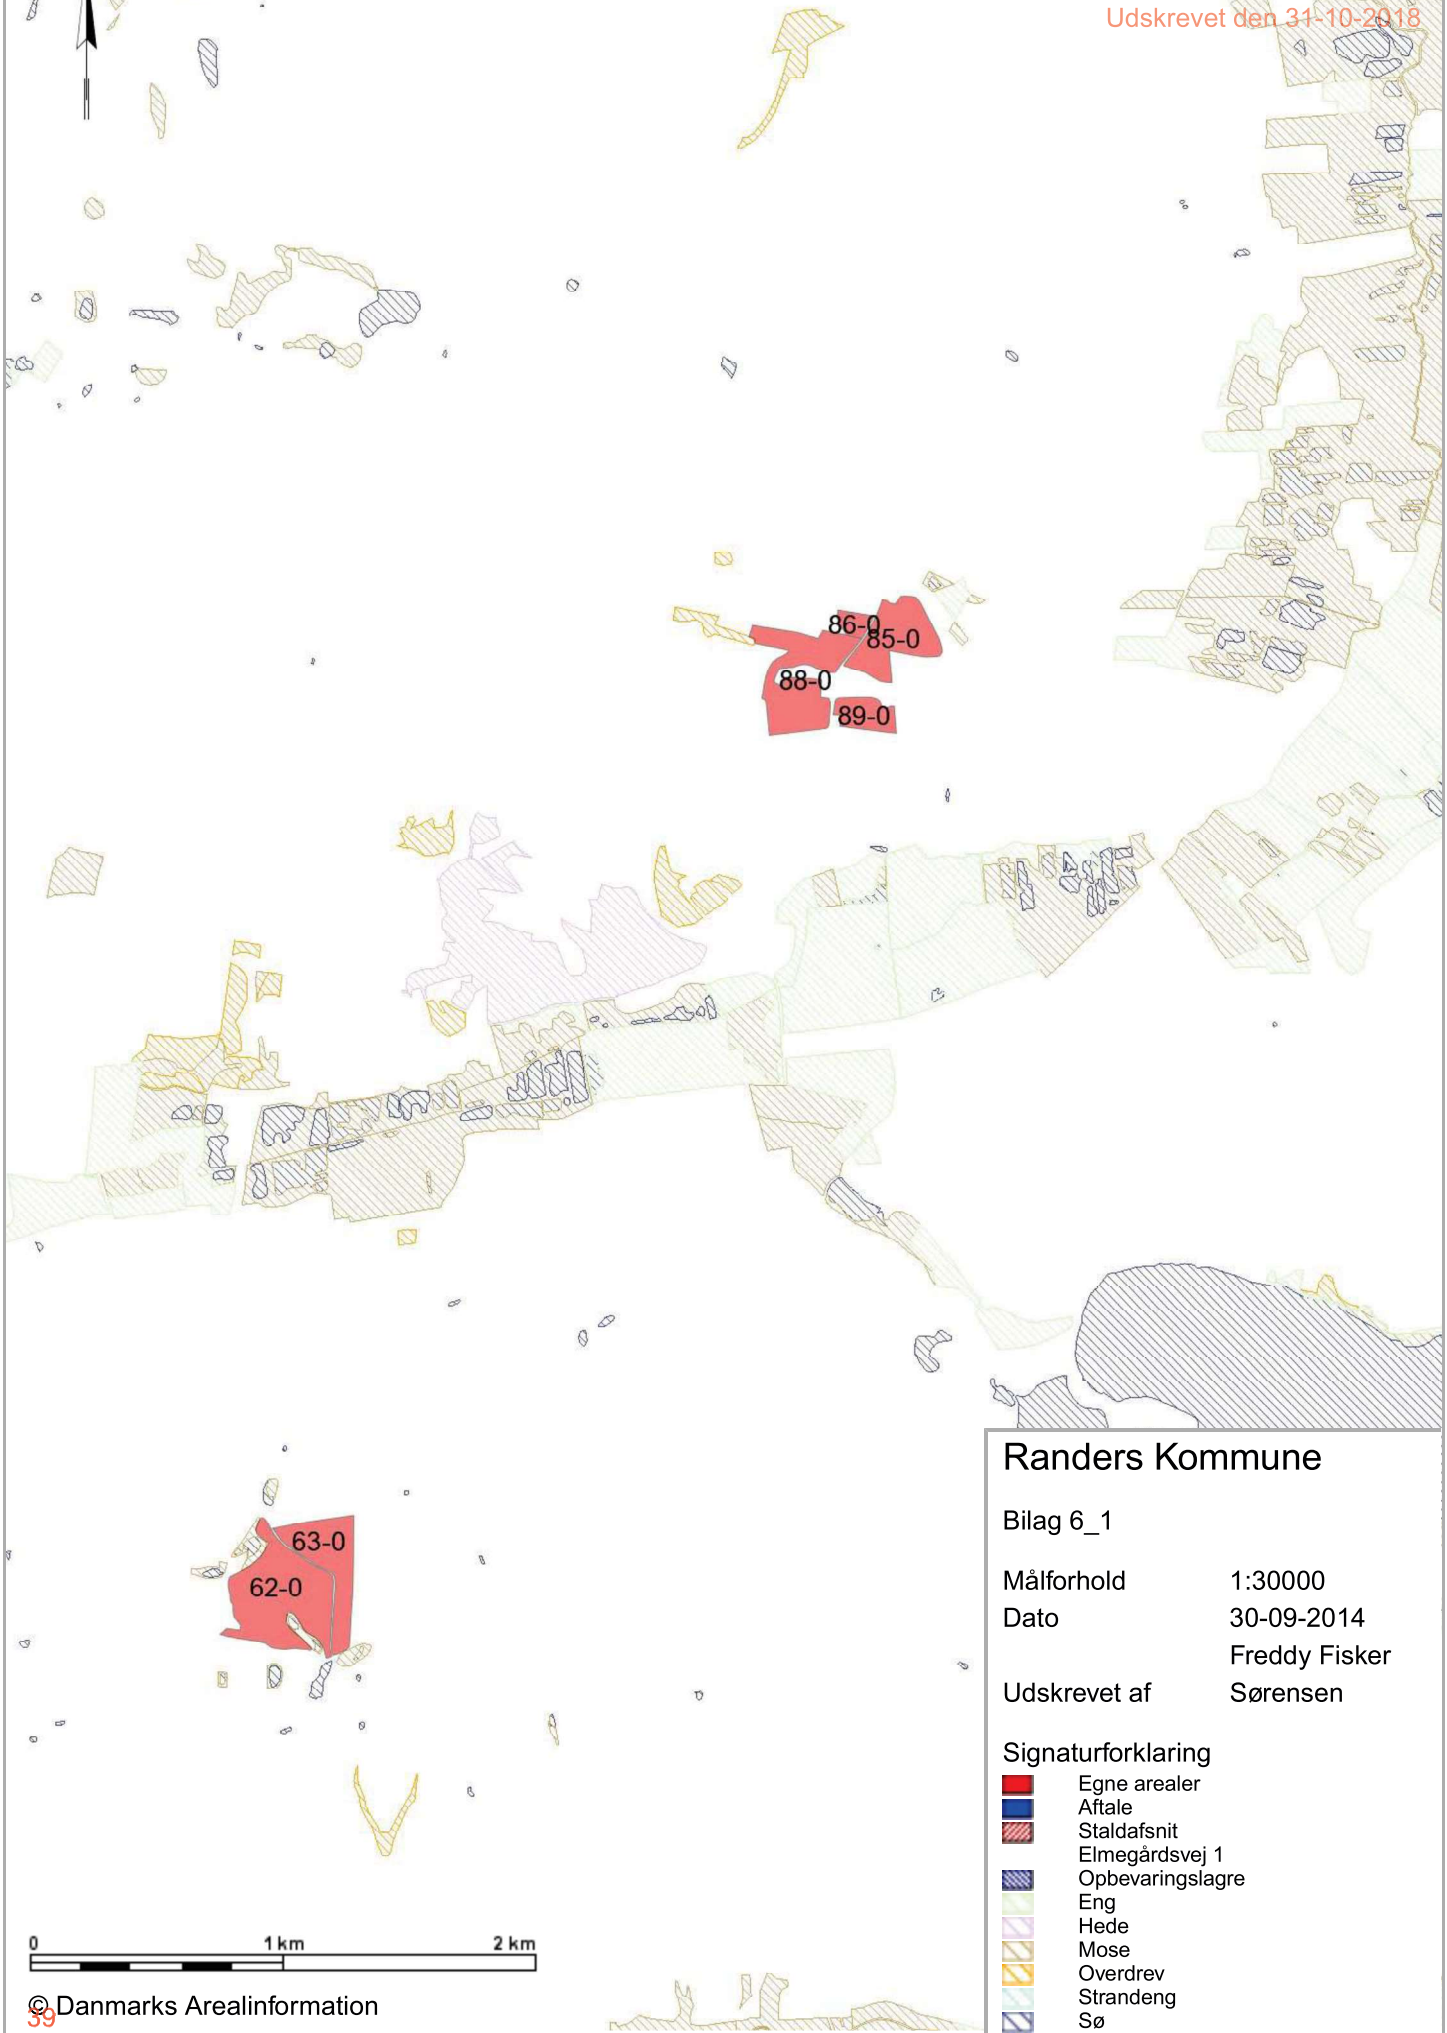 Udskrevet den 31-10-2018
86-0
85-0
88-0
89-0
63-0
62-0
Randers Kommune
Bilag 6_1
Målforhold 1:30000
Dato 30-09-2014
Freddy Fisker
Udskrevet af Sørensen
Signaturforklaring
Egne arealer
Aftale
Staldafsnit
Elmegårdsvej 1
Opbevaringslagre
Eng
Hede
Mose
Overdrev
Strandeng
Sø
0 1 km 2 km
© Danmarks Arealinformation
39